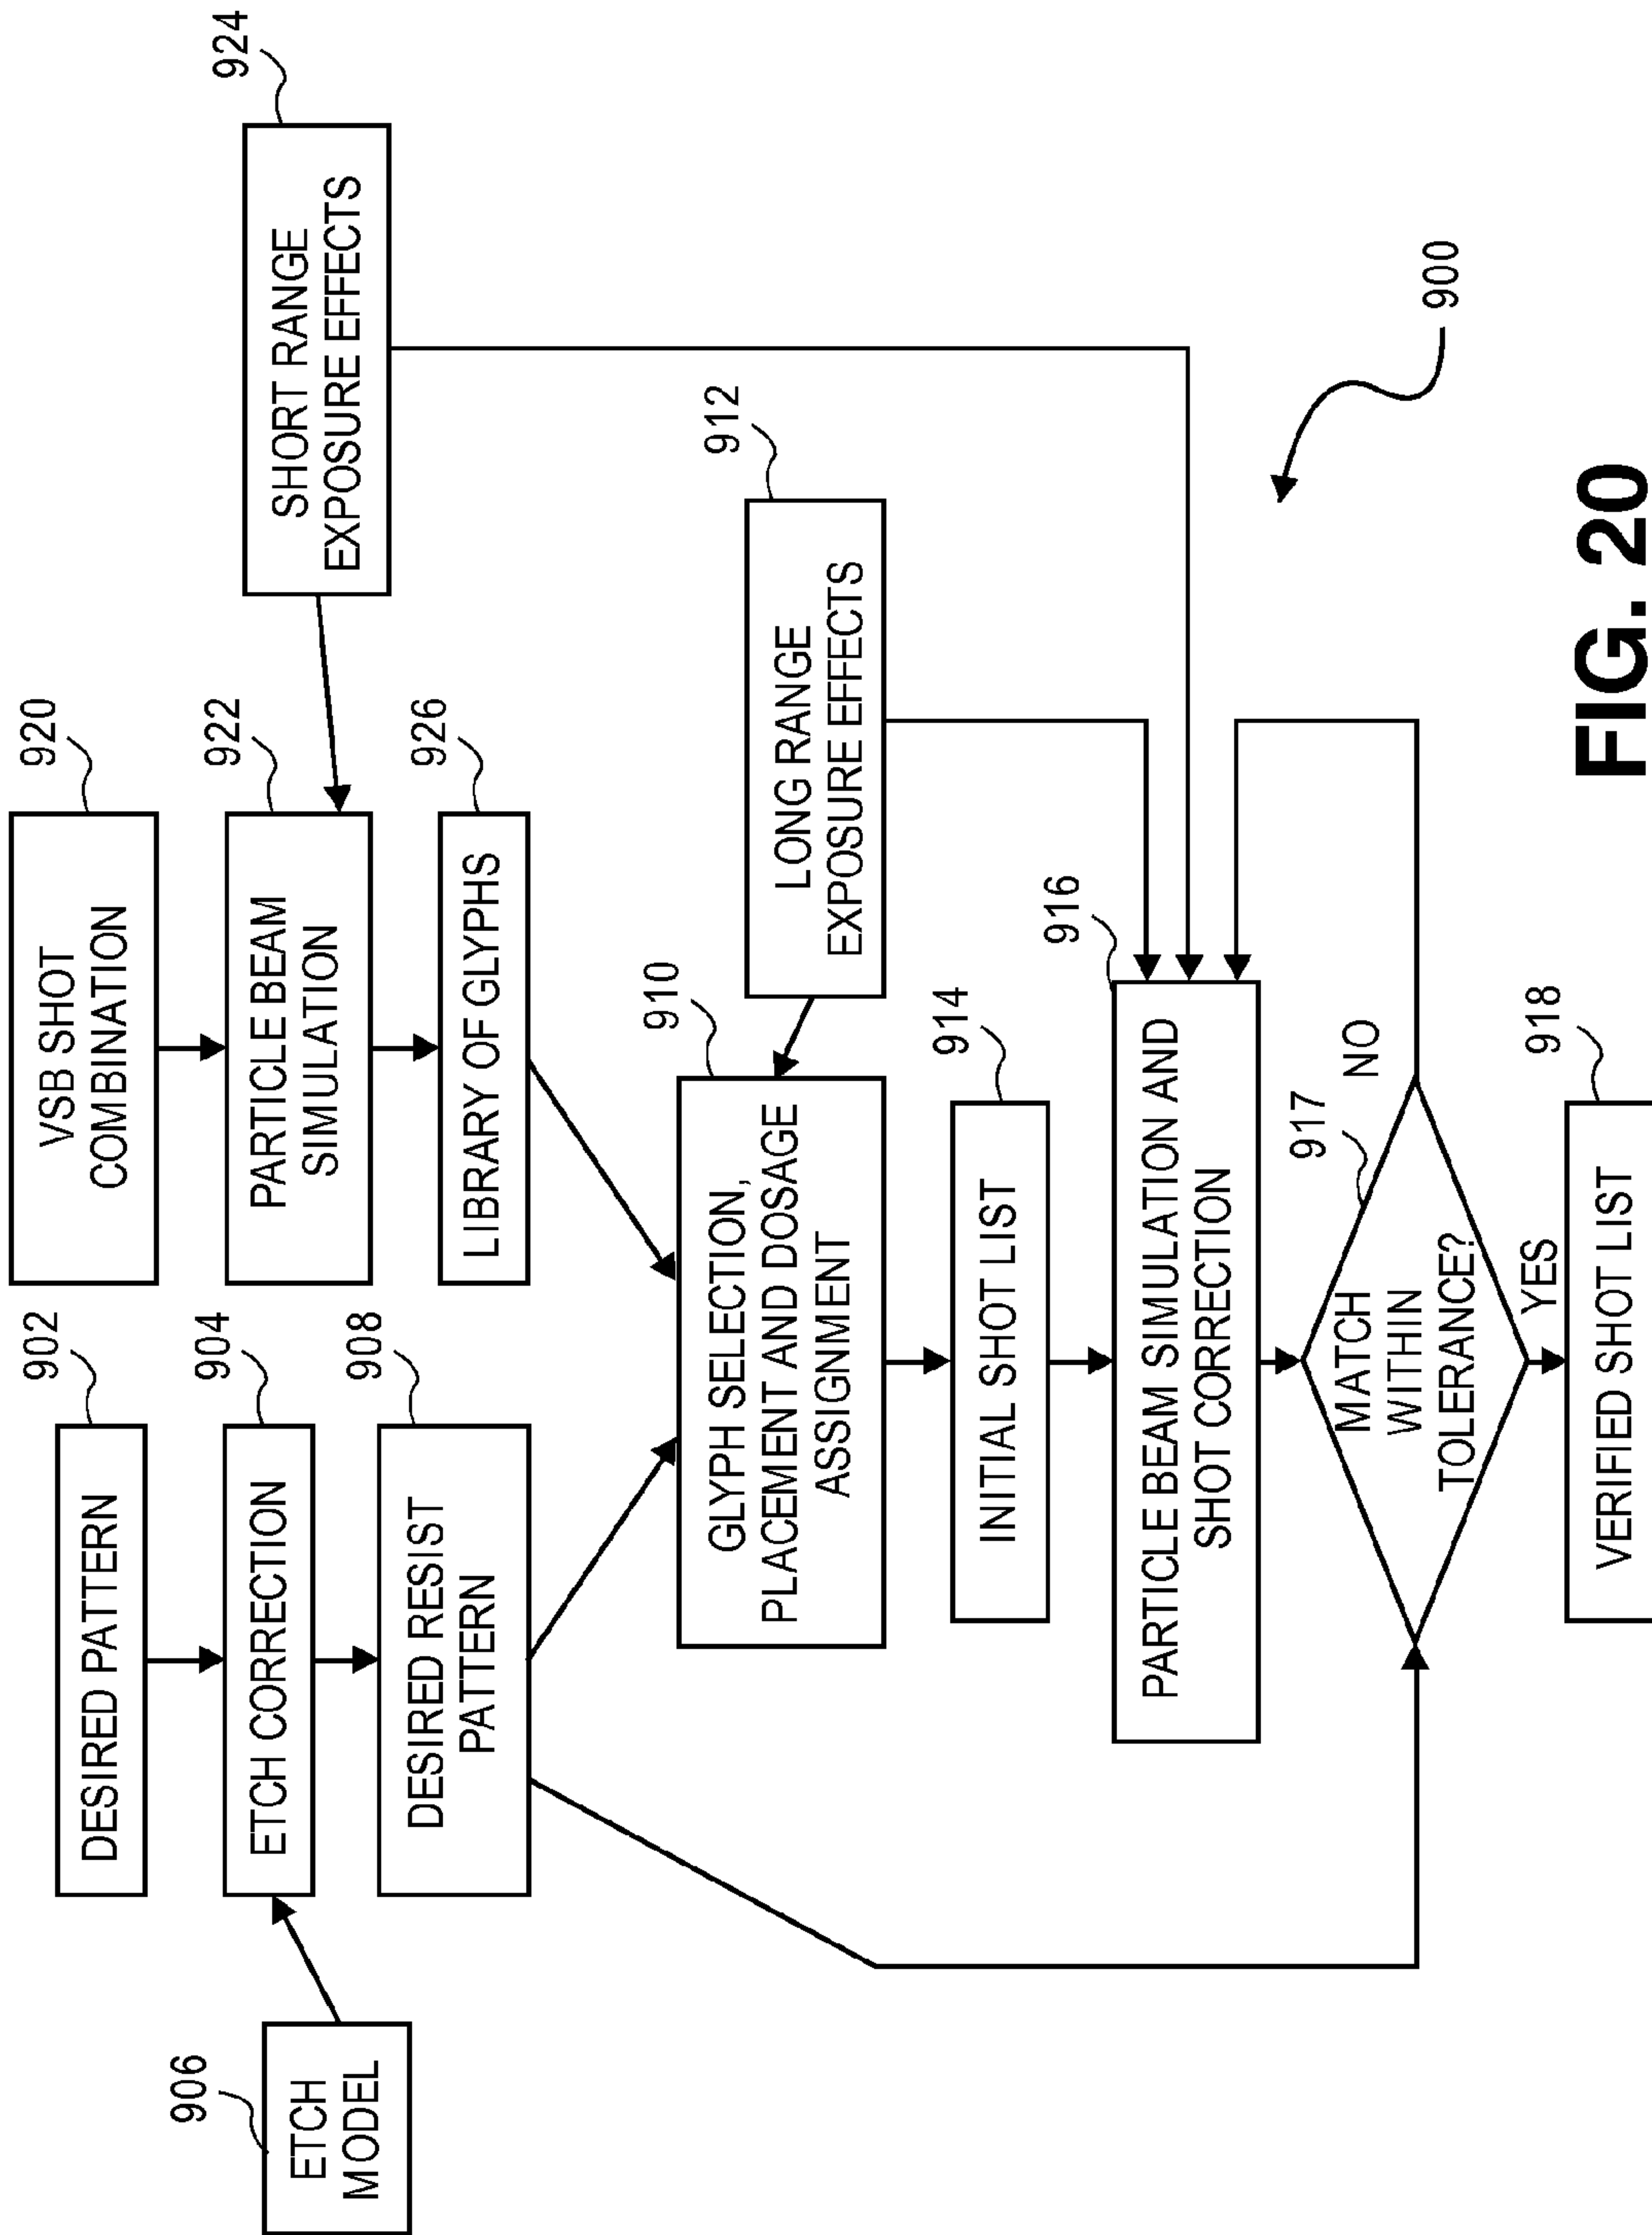 906
ETCH
MODEL
902
DESIRED PATTERN
904
ETCH CORRECTION
908
DESIRED RESIST
PATTERN
920
VSB SHOT
COMBINATION
922
PARTICLE BEAM
SIMULATION
926
LIBRARY OF GLYPHS
924
SHORT RANGE
EXPOSURE EFFECTS
910
GLYPH SELECTION,
PLACEMENT AND DOSAGE
ASSIGNMENT
912
LONG RANGE
EXPOSURE EFFECTS
914
INITIAL SHOT LIST
916
PARTICLE BEAM SIMULATION AND
SHOT CORRECTION
917
MATCH
WITHIN
TOLERANCE?
NO
YES
918
VERIFIED SHOT LIST
900
FIG. 20